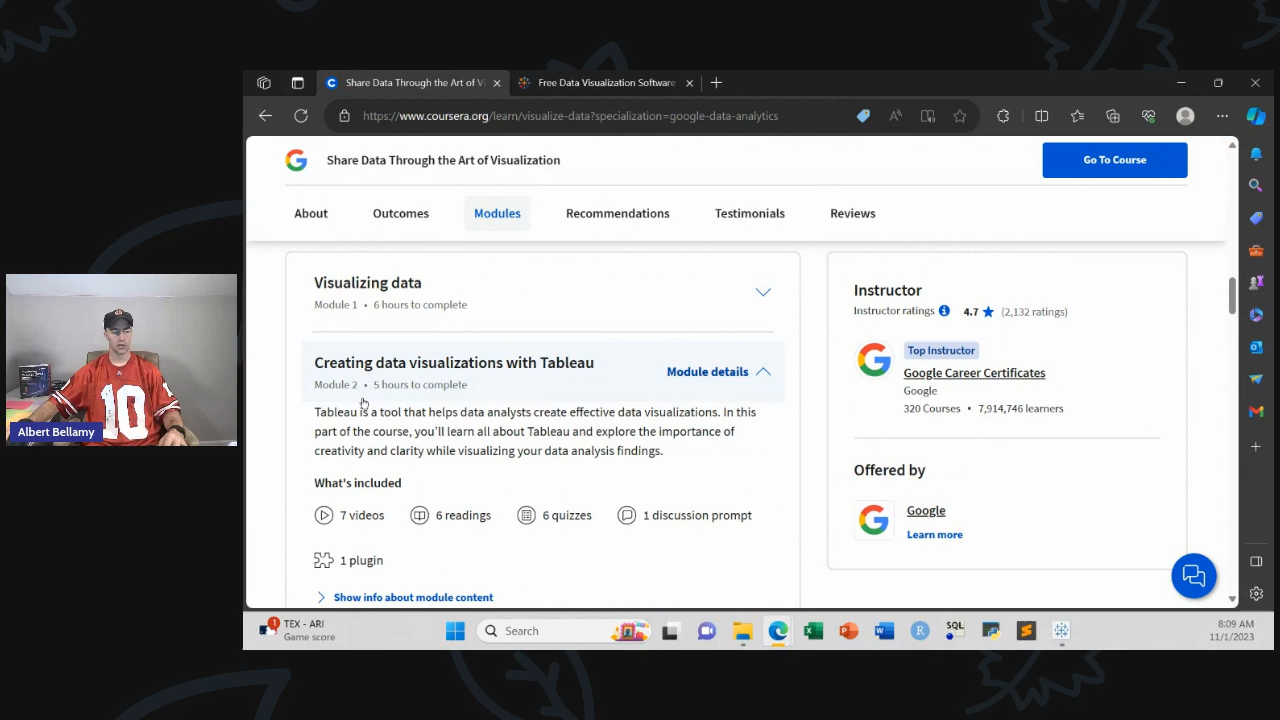 Share Data Through the Art of Vi
Free Data Visualization Software
https://www.coursera.org/learn/visualize-data?specialization=google-data-analytics
Share Data Through the Art of Visualization
Go To Course
About
Outcomes
Modules
Recommendations
Testimonials
Reviews
Visualizing data
Module 1 • 6 hours to complete
Creating data visualizations with Tableau
Module 2 • 5 hours to complete
Module details
Tableau is a tool that helps data analysts create effective data visualizations. In this
part of the course, you'll learn all about Tableau and explore the importance of
creativity and clarity while visualizing your data analysis findings.
What's included
7 videos
6 readings
6 quizzes
1 discussion prompt
1 plugin
Show info about module content
Instructor
Instructor ratings
4.7 ★ (2,132 ratings)
Top Instructor
Google Career Certificates
Google
320 Courses • 7,914,746 learners
Offered by
Google
Learn more
10
Albert Bellamy
1
TEX - ARI
Game score
Search
SQL
8:09 AM
11/1/2023